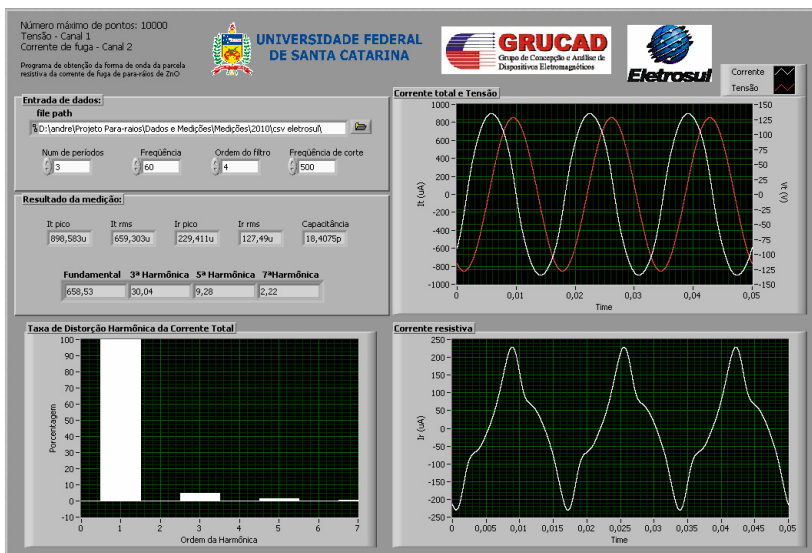 Número máximo de pontos: 10000
Tensão - Canal 1
Corrente de fuga - Canal 2
Programa de obtenção da forma de onda da parcela
resistiva da corrente de fuga de para-ráios de ZnO
UNIVERSIDADE FEDERAL
DE SANTA CATARINA
GRUCAD
Grupo de Concepção e Análise de
Dispositivos Eletromagnéticos
Eletrosul
Corrente
Tensão
Entrada de dados:
file path
D:\andre\Projeto Para-raios\Dados e Medições\Medições\2010\csv eletrosul\
Num de períodos
Freqüência
Ordem do filtro
Freqüência de corte
3
60
4
500
Resultado da medição:
It pico
It rms
Ir pico
Ir rms
Capacitância
898,583u
659,303u
229,411u
127,49u
18,4075p
Fundamental
3ª Harmônica
5ª Harmônica
7ªHarmônica
658,53
30,04
9,28
2,22
Corrente total e Tensão
1000
800
600
400
200
0
-200
-400
-600
-800
-1000
It (uA)
150
125
100
75
50
25
0
-25
-50
-75
-100
-125
-150
Vt (V)
0
0,01
0,02
0,03
0,04
0,05
Time
Taxa de Distorção Harmônica da Corrente Total
100
90
80
70
60
50
40
30
20
10
0
-10
Porcentagem
0
1
2
3
4
5
6
7
Ordem da Harmônica
Corrente resistiva
250
200
150
100
50
0
-50
-100
-150
-200
-250
Ir (uA)
0
0,005
0,01
0,015
0,02
0,025
0,03
0,035
0,04
0,045
0,05
Time